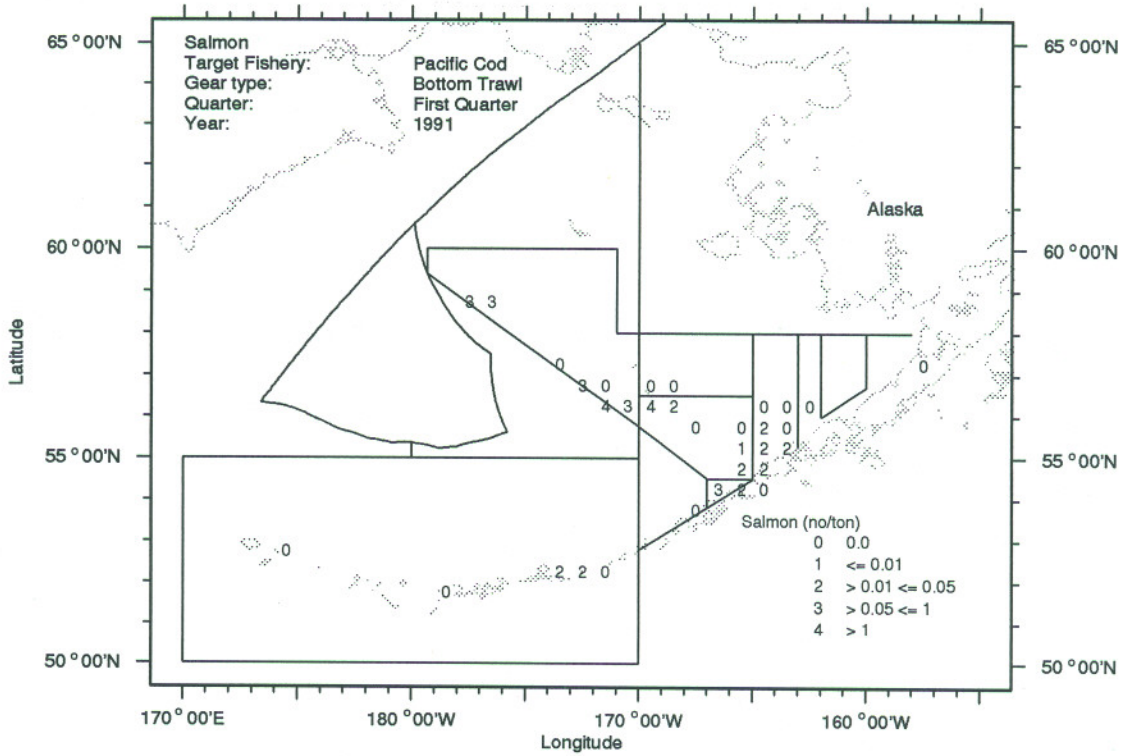 Salmon
Target Fishery: Pacific Cod
Gear type: Bottom Trawl
Quarter: First Quarter
Year: 1991
65°00'N 65°00'N
Alaska
60°00'N 60°00'N
3 3
Latitude
0 0
3 0 0 0
4 3 4 2 0 0 0
0 0 2 0
1 2 2
55°00'N 55°00'N
2 2
3 2 0
0
Salmon (no/ton)
0 0.0
0
1 <= 0.01
2 2 0
2 > 0.01 <= 0.05
0
3 > 0.05 <= 1
4 > 1
50°00'N 50°00'N
170°00'E 180°00'W 170°00'W 160°00'W
Longitude